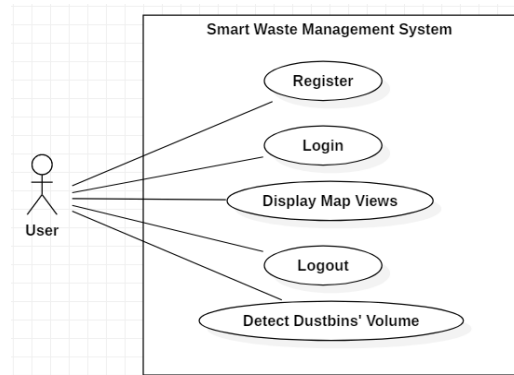 Smart Waste Management System
Register
Login
Display Map Views
User
Logout
Detect Dustbins' Volume